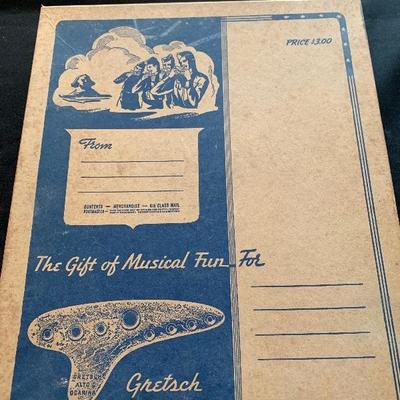 PRICE $3.00
From
CONTENTS - MERCHANDISE - 4th CLASS MAIL
POSTMASTER -
The Gift of Musical Fun - For
GRETSCH
ALTO C
OCARINA
Gretsch